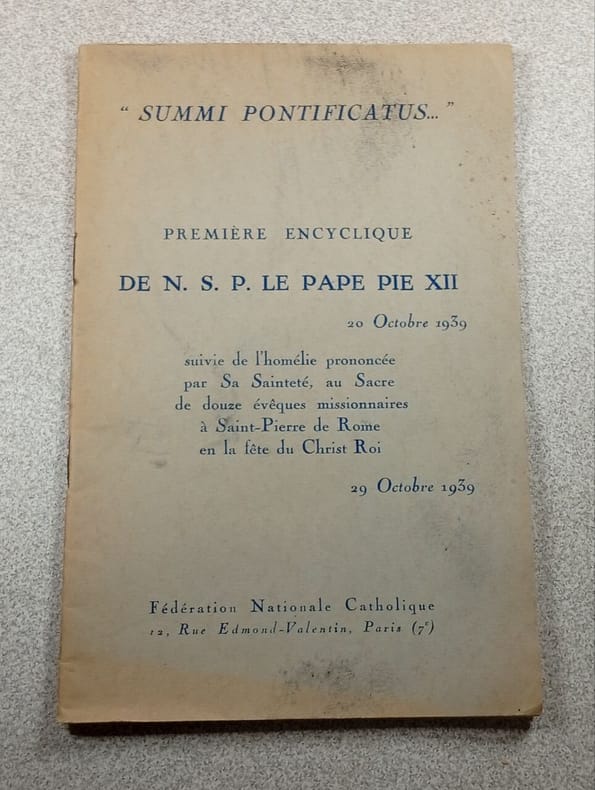 “ SUMMI PONTIFICATUS... ”
PREMIÈRE ENCYCLIQUE
DE N. S. P. LE PAPE PIE XII
20 Octobre 1939
suivie de l'homélie prononcée
par Sa Sainteté, au Sacre
de douze évêques missionnaires
à Saint-Pierre de Rome
en la fête du Christ Roi
29 Octobre 1939
Fédération Nationale Catholique
12, Rue Edmond-Valentin, Paris (7ᵉ)